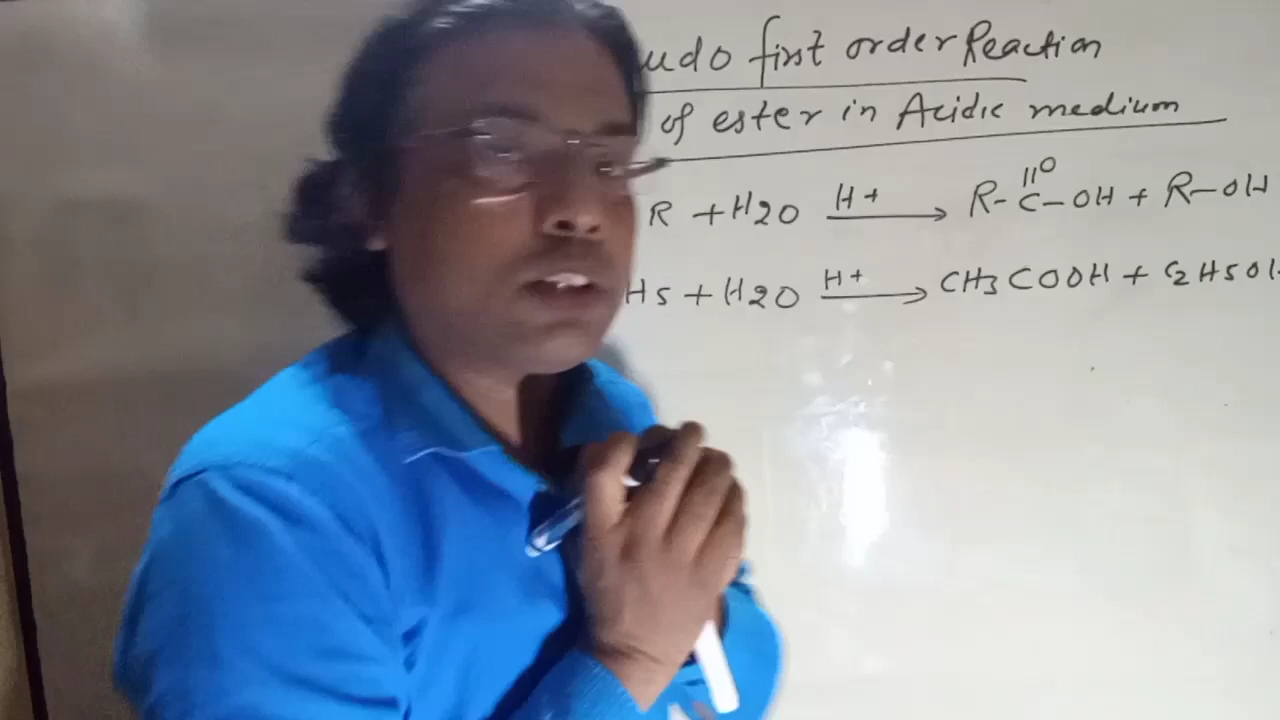 udo first order Reaction
of ester in Acidic medium
R + H2O H+ → R-C-OH + R-OH
O
H5 + H2O H+ → CH3COOH + C2H5OH